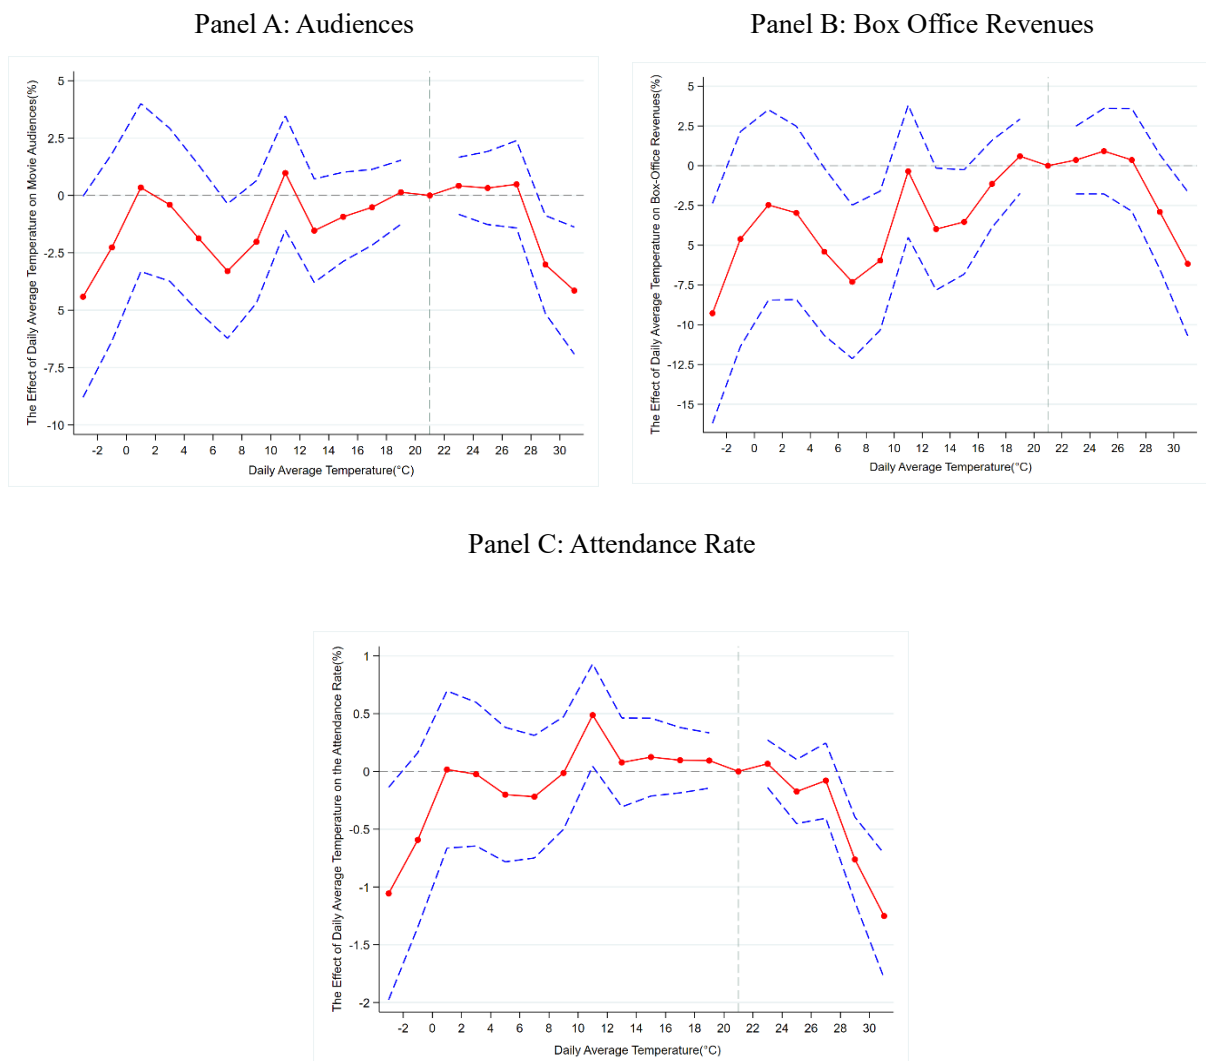 Panel A: Audiences
Panel B: Box Office Revenues
The Effect of Daily Average Temperature on Movie Audiences(%)
5
2.5
0
-2.5
5
-7.5
-10
-2 0 2 4 6 8 10 12 14 16 18 20 22 24 26 28 30
Daily Average Temperature(°C)
The Effect of Daily Average Temperature on Box-Office Revenues(%)
5
2.5
0
-2.5
5
-7.5
-10
-12.5
-15
-2 0 2 4 6 8 10 12 14 16 18 20 22 24 26 28 30
Daily Average Temperature(°C)
Panel C: Attendance Rate
The Effect of Daily Average Temperature on the Attendance Rate(%)
1
0.5
0
-0.5
-1
-1.5
-2
-2 0 2 4 6 8 10 12 14 16 18 20 22 24 26 28 30
Daily Average Temperature(°C)